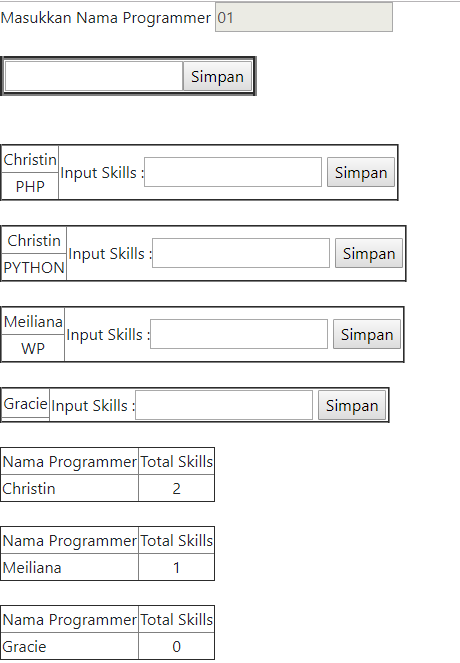 Masukkan Nama Programmer 01
Simpan
Christin
PHP
Input Skills : Simpan
Christin
PYTHON
Input Skills : Simpan
Meiliana
WP
Input Skills : Simpan
Gracie Input Skills : Simpan
Nama Programmer Total Skills
Christin 2
Nama Programmer Total Skills
Meiliana 1
Nama Programmer Total Skills
Gracie 0